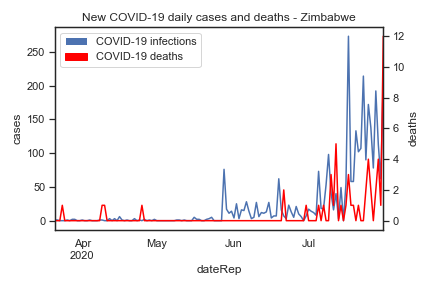 New COVID-19 daily cases and deaths - Zimbabwe
COVID-19 infections
COVID-19 deaths
250
200
150
100
50
0
cases
12
10
8
6
4
2
0
deaths
Apr
2020
May
Jun
Jul
dateRep